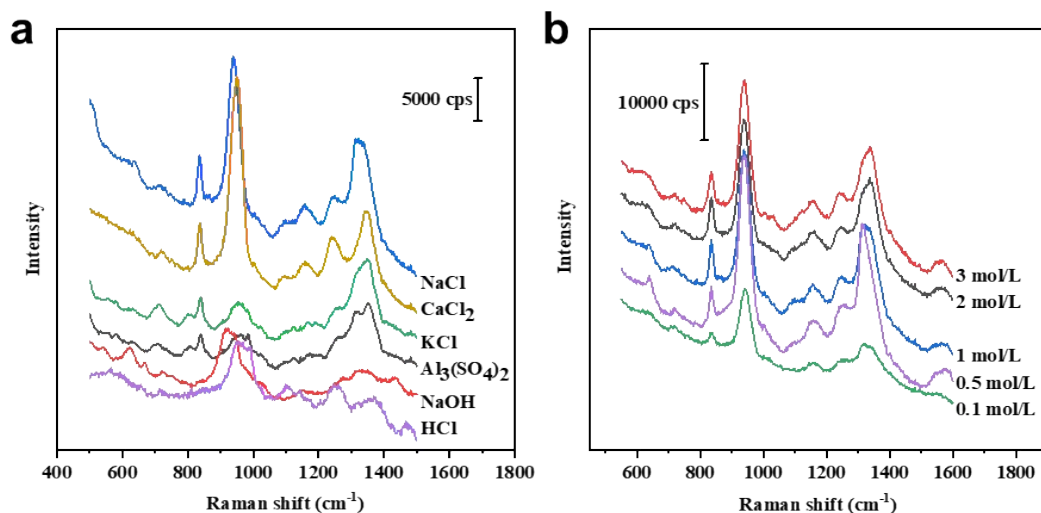 a
5000 cps
NaCl
CaCl2
KCl
Al3(SO4)2
NaOH
HCl
Intensity
400 600 800 1000 1200 1400 1600 1800
Raman shift (cm-1)
b
10000 cps
3 mol/L
2 mol/L
1 mol/L
0.5 mol/L
0.1 mol/L
Intensity
600 800 1000 1200 1400 1600 1800
Raman shift (cm-1)